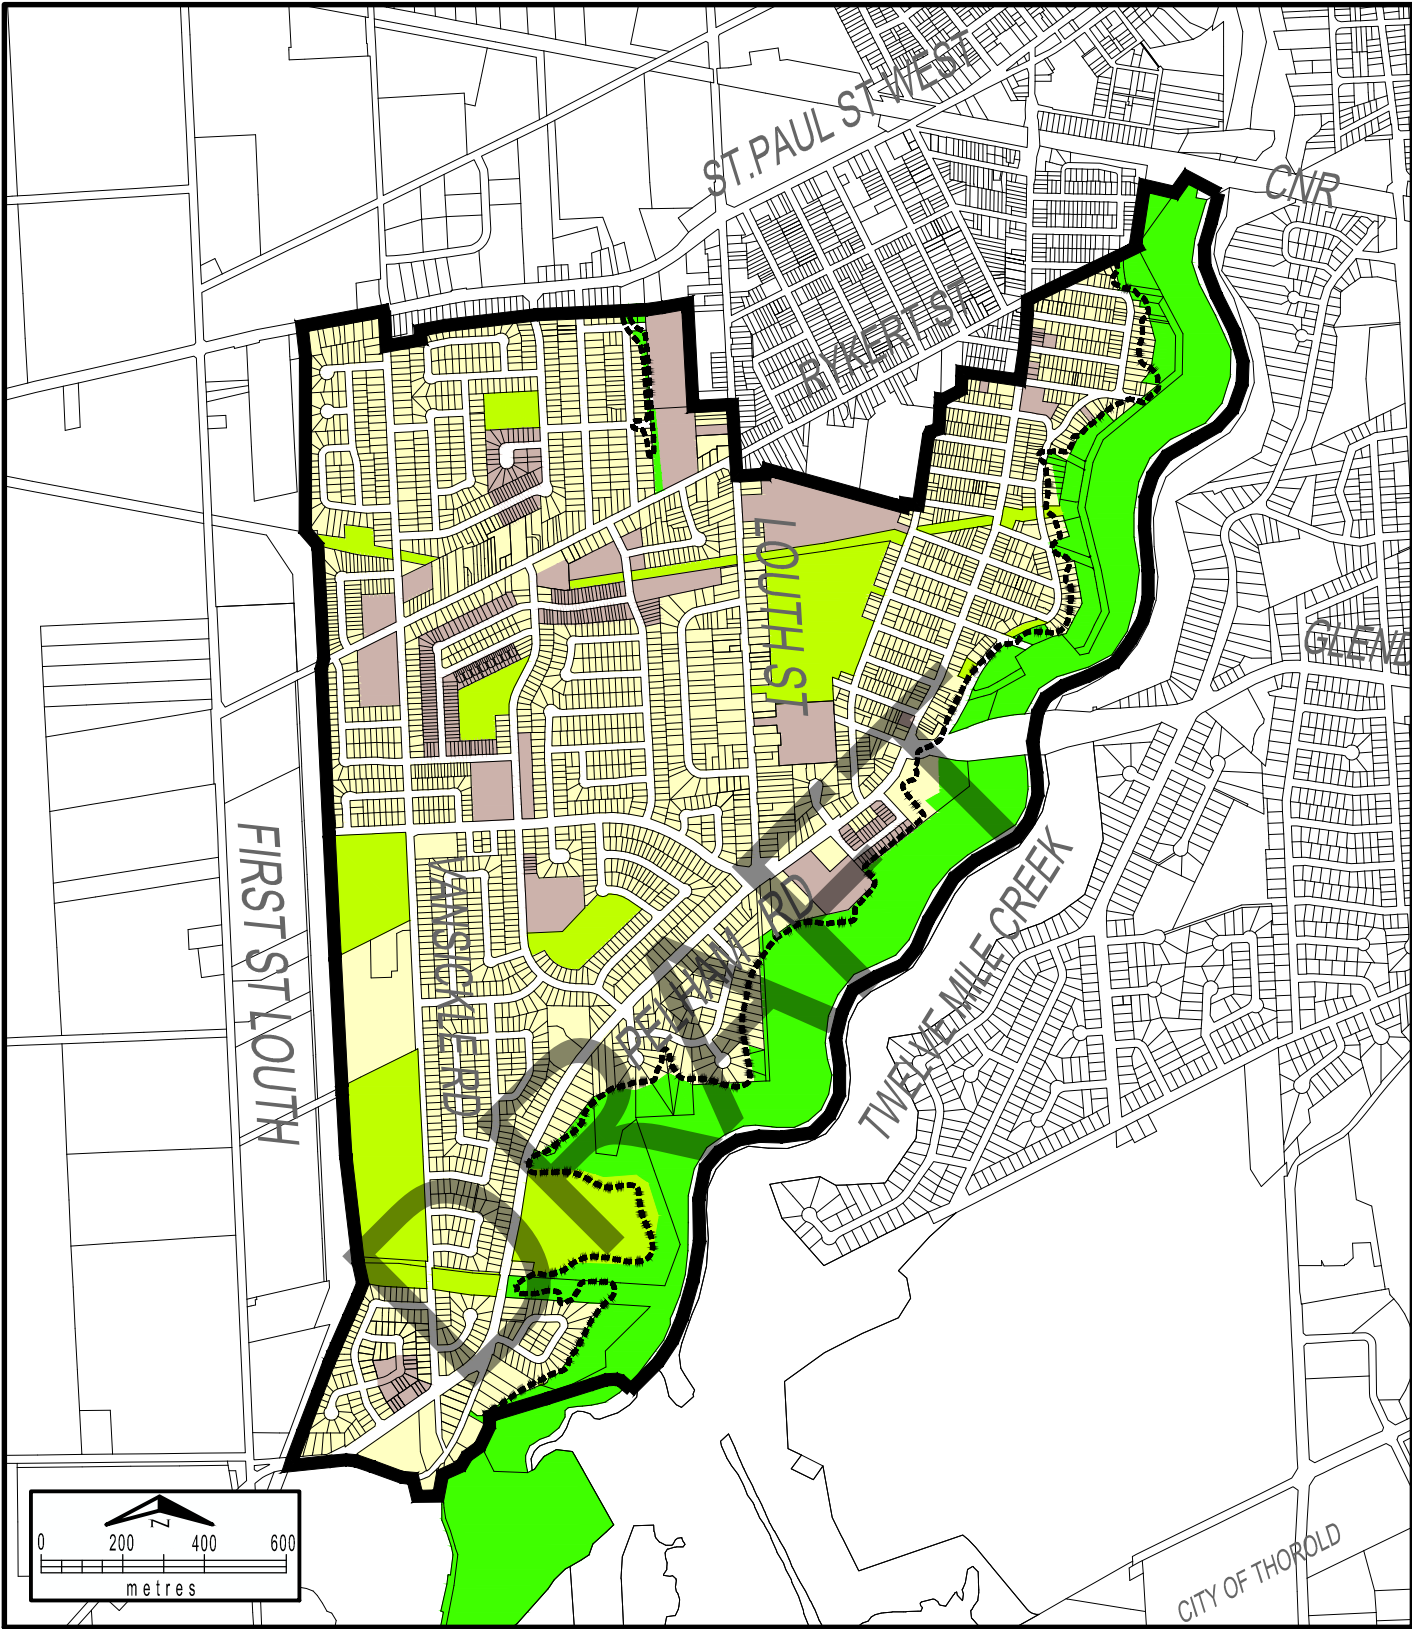 ST.PAUL ST WEST
CNR
RYKERT ST
LOUTH ST
GLEND
FIRST ST LOUTH
VANSICKLE RD
PELHAM RD
TWELVE MILE CREEK
DRAFT
N
0 200 400 600
metres
CITY OF THOROLD